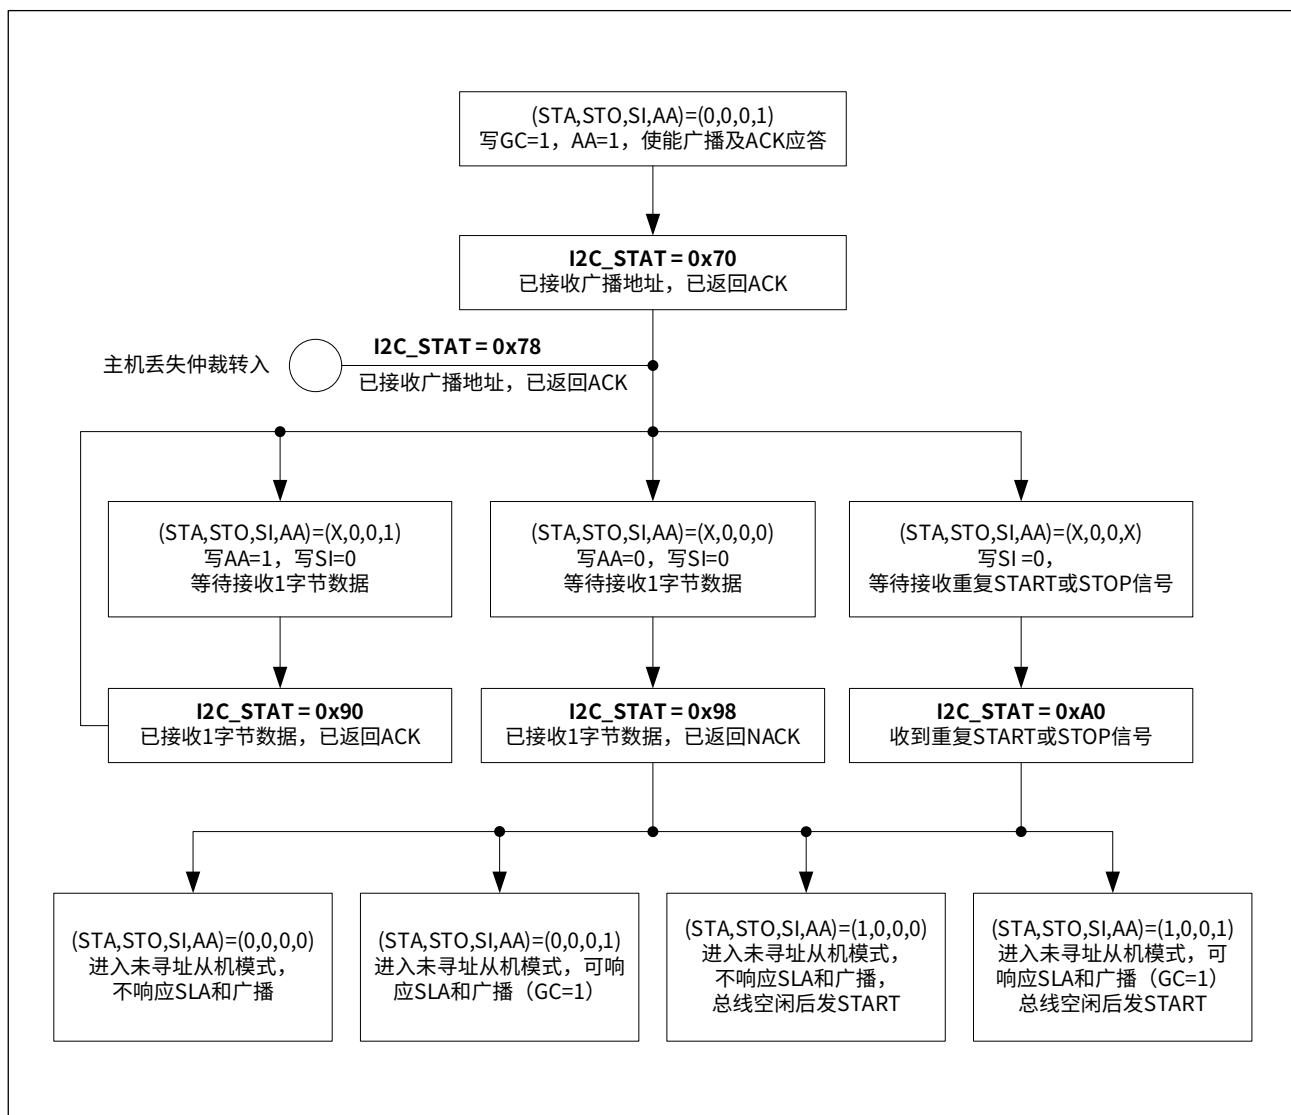 (STA,STO,SI,AA)=(0,0,0,1)
写GC=1，AA=1，使能广播及ACK应答
I2C_STAT = 0x70
已接收广播地址，已返回ACK
主机丢失仲裁转入
I2C_STAT = 0x78
已接收广播地址，已返回ACK
(STA,STO,SI,AA)=(X,0,0,1)
写AA=1，写SI=0
等待接收1字节数据
(STA,STO,SI,AA)=(X,0,0,0)
写AA=0，写SI=0
等待接收1字节数据
(STA,STO,SI,AA)=(X,0,0,X)
写SI =0，
等待接收重复START或STOP信号
I2C_STAT = 0x90
已接收1字节数据，已返回ACK
I2C_STAT = 0x98
已接收1字节数据，已返回NACK
I2C_STAT = 0xA0
收到重复START或STOP信号
(STA,STO,SI,AA)=(0,0,0,0)
进入未寻址从机模式，
不响应SLA和广播
(STA,STO,SI,AA)=(0,0,0,1)
进入未寻址从机模式，可响
应SLA和广播（GC=1）
(STA,STO,SI,AA)=(1,0,0,0)
进入未寻址从机模式，
不响应SLA和广播，
总线空闲后发START
(STA,STO,SI,AA)=(1,0,0,1)
进入未寻址从机模式，可
响应SLA和广播（GC=1）
总线空闲后发START